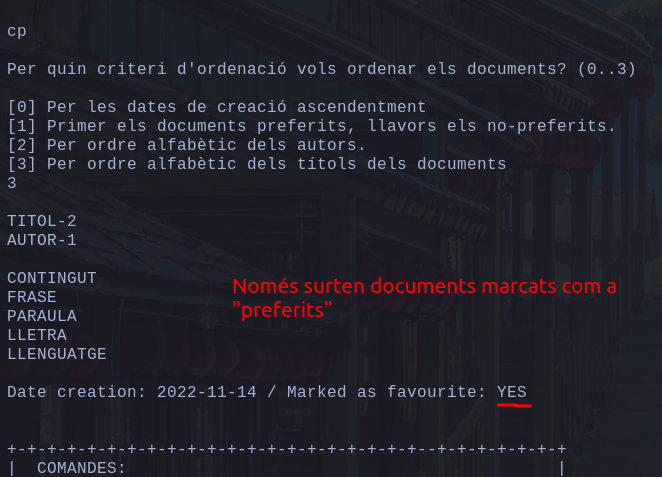 cp
Per quin criteri d'ordenació vols ordenar els documents? (0..3)
[0] Per les dates de creació ascendentment
[1] Primer els documents preferits, llavors els no-preferits.
[2] Per ordre alfabètic dels autors.
[3] Per ordre alfabètic dels títols dels documents
3
TITOL-2
AUTOR-1
CONTINGUT
FRASE
PARAULA
LLETRA
LLENGUATGE
Només surten documents marcats com a
"preferits"
Date creation: 2022-11-14 / Marked as favourite: YES
+-+-+-+-+-+-+-+-+-+-+-+-+-+-+-+-+-+-+-+-+--+-+-+-+-+-+-+
|  COMANDES:                                           |